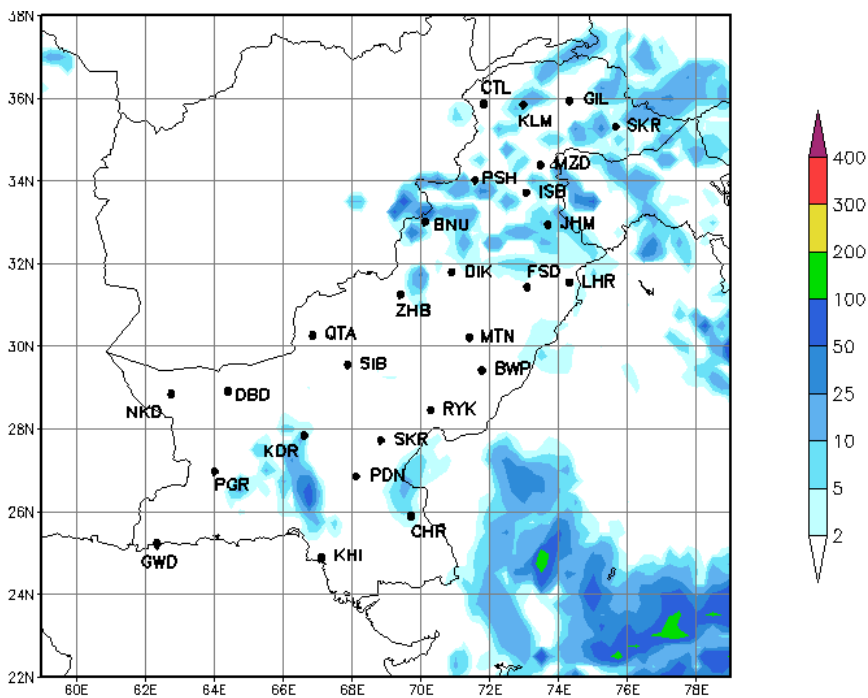 38N
36N
34N
32N
30N
28N
26N
24N
22N
60E 62E 64E 66E 68E 70E 72E 74E 76E 78E
CTL
GIL
KLM
SKR
MZD
PSH
ISB
BNU
JHM
DIK
FSD
LHR
ZHB
QTA
MTN
SIB
BWP
NKD
DBD
RYK
KDR
SKR
PGR
PDN
CHR
GWD
KHI
400
300
200
100
50
25
10
5
2